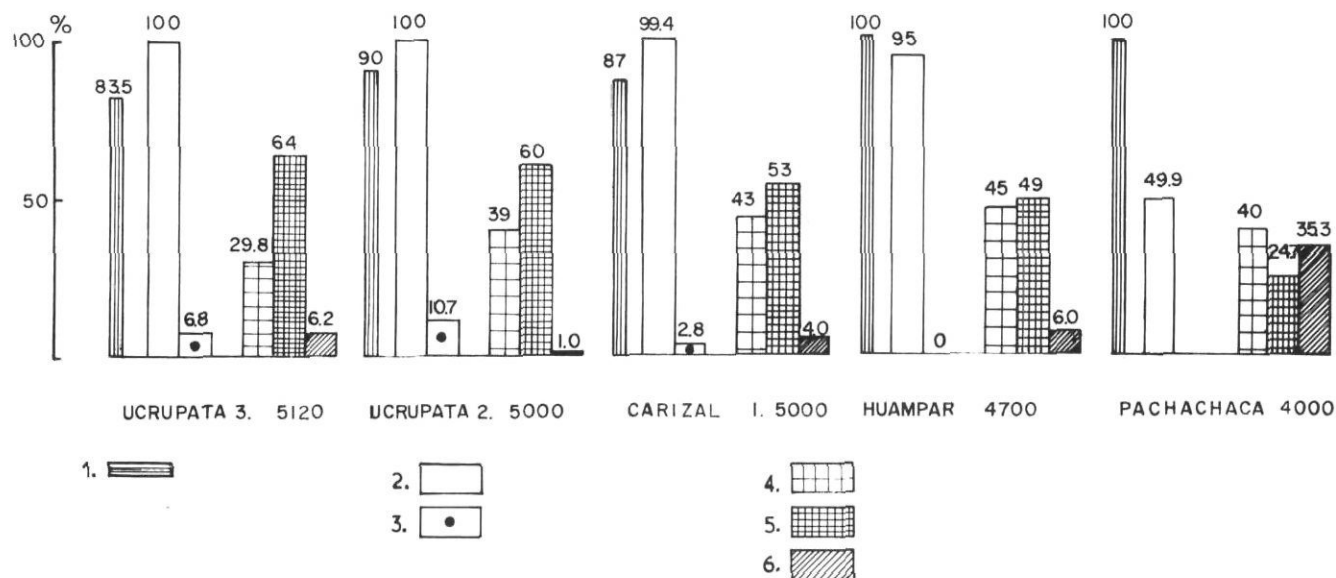 %
100
50
83.5 100 6.8 29.8 64 6.2
90 100 10.7 39 60 1.0
87 99.4 2.8 43 53 4.0
100 95 0 45 49 6.0
100 49.9 40 24.7 35.3
UCRUPATA 3. 5120
UCRUPATA 2. 5000
CARIZAL 1. 5000
HUAMPAR 4700
PACHACHACA 4000
1.
2.
3.
4.
5.
6.